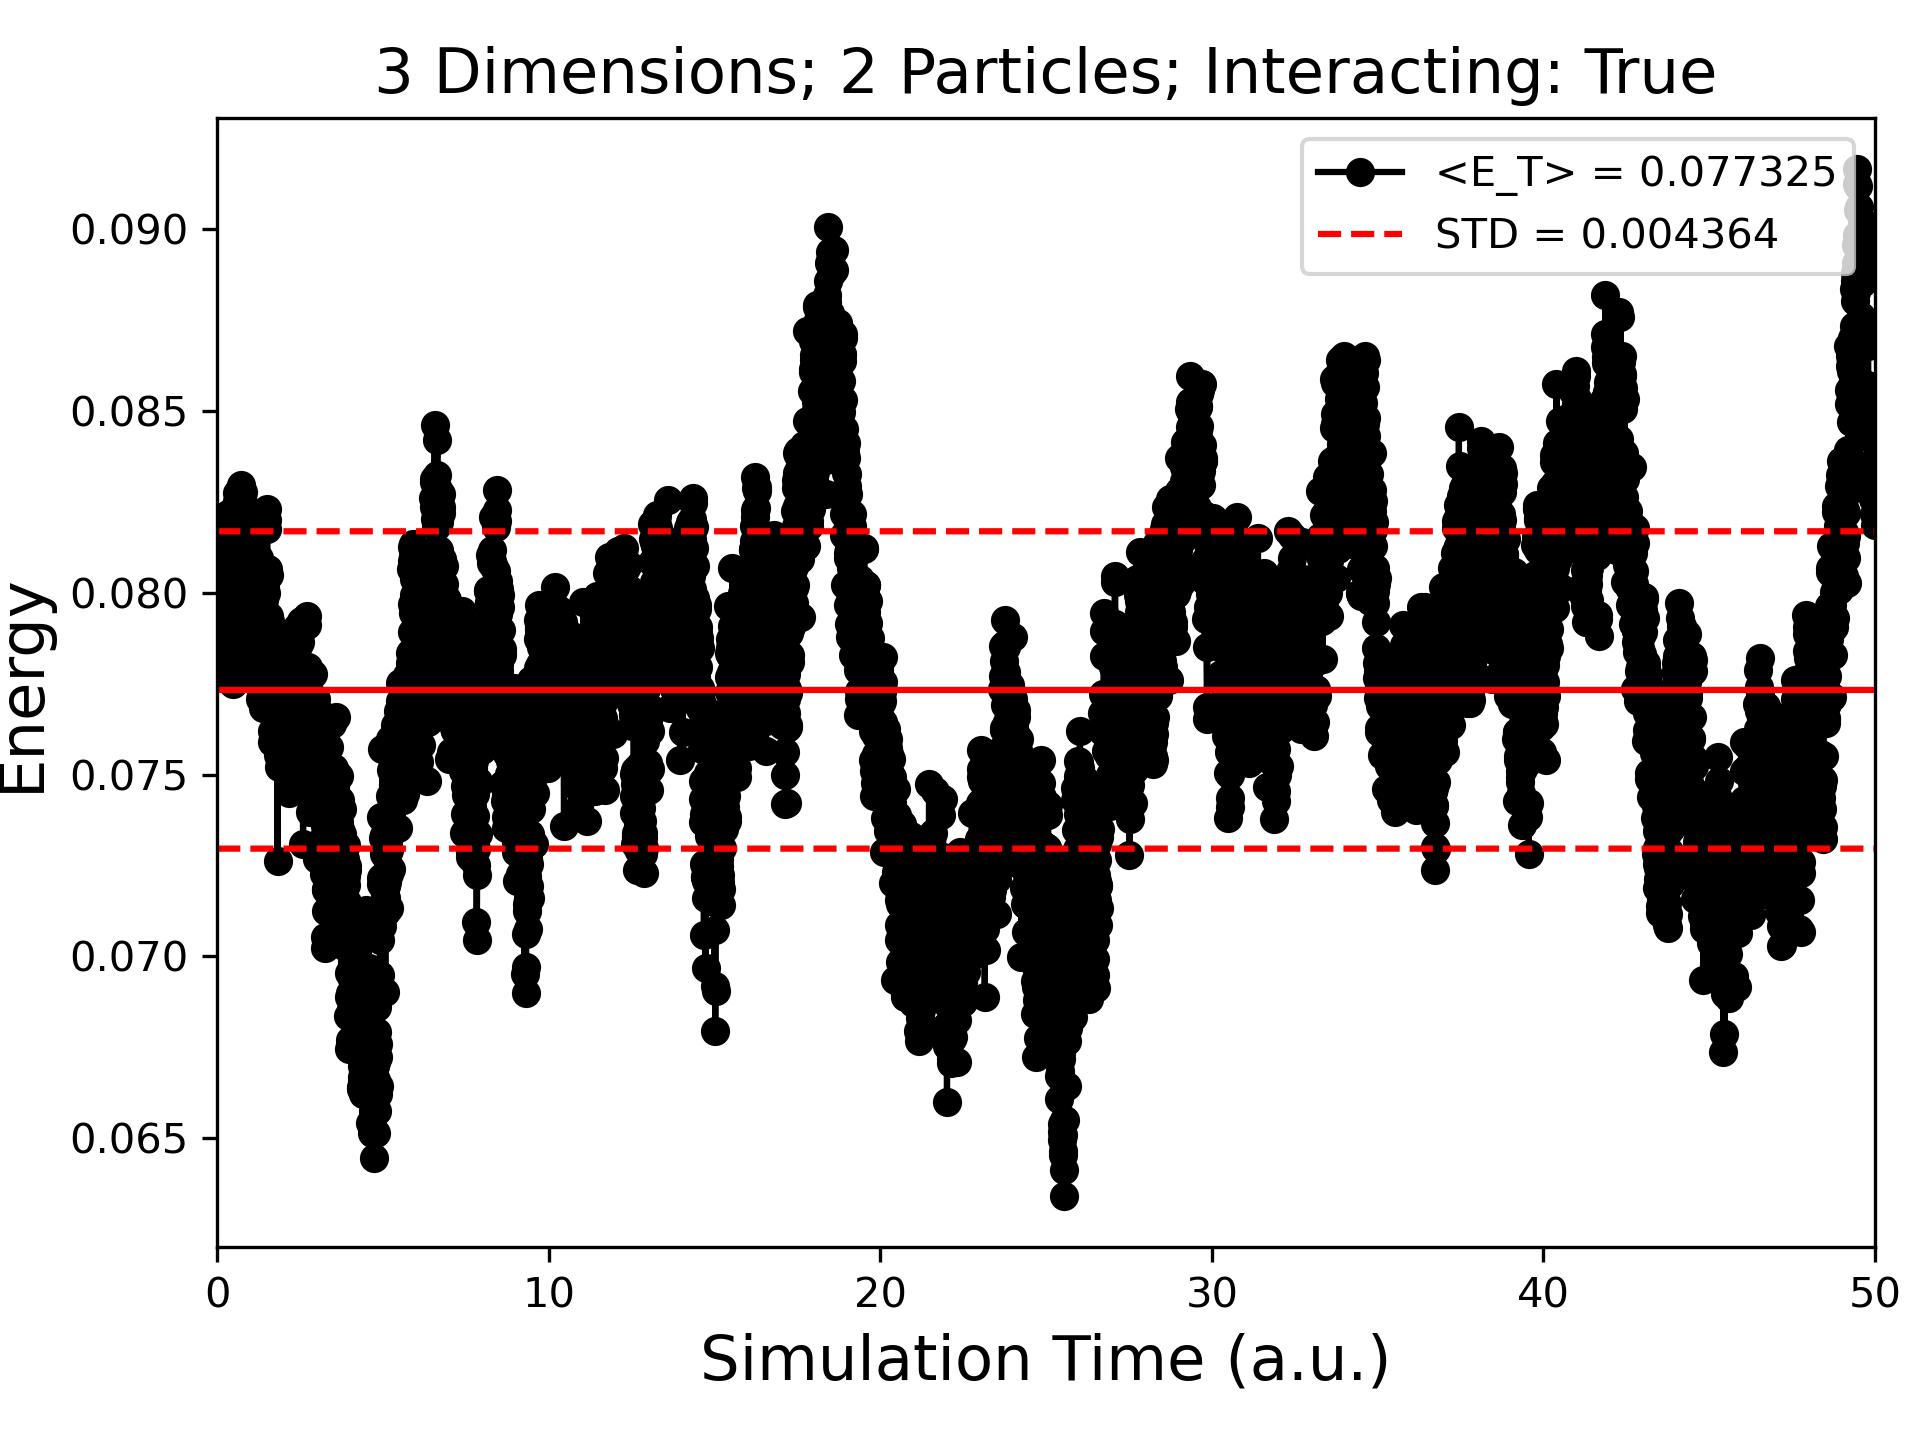 3 Dimensions; 2 Particles; Interacting: True
<E_T> = 0.077325
STD = 0.004364
Energy
0.090
0.085
0.080
0.075
0.070
0.065
0
10
20
30
40
50
Simulation Time (a.u.)